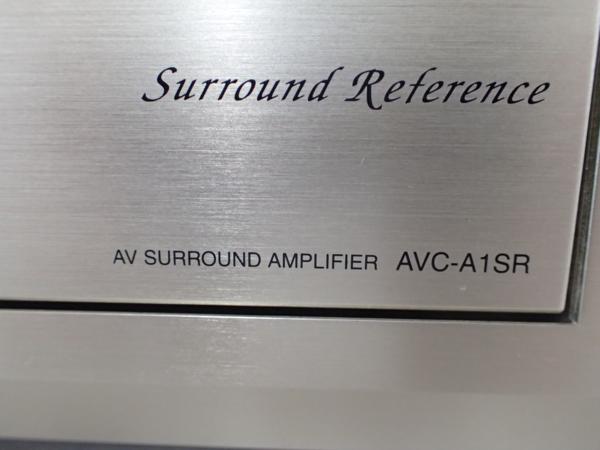 Surround Reference
AV SURROUND AMPLIFIER AVC-A1SR